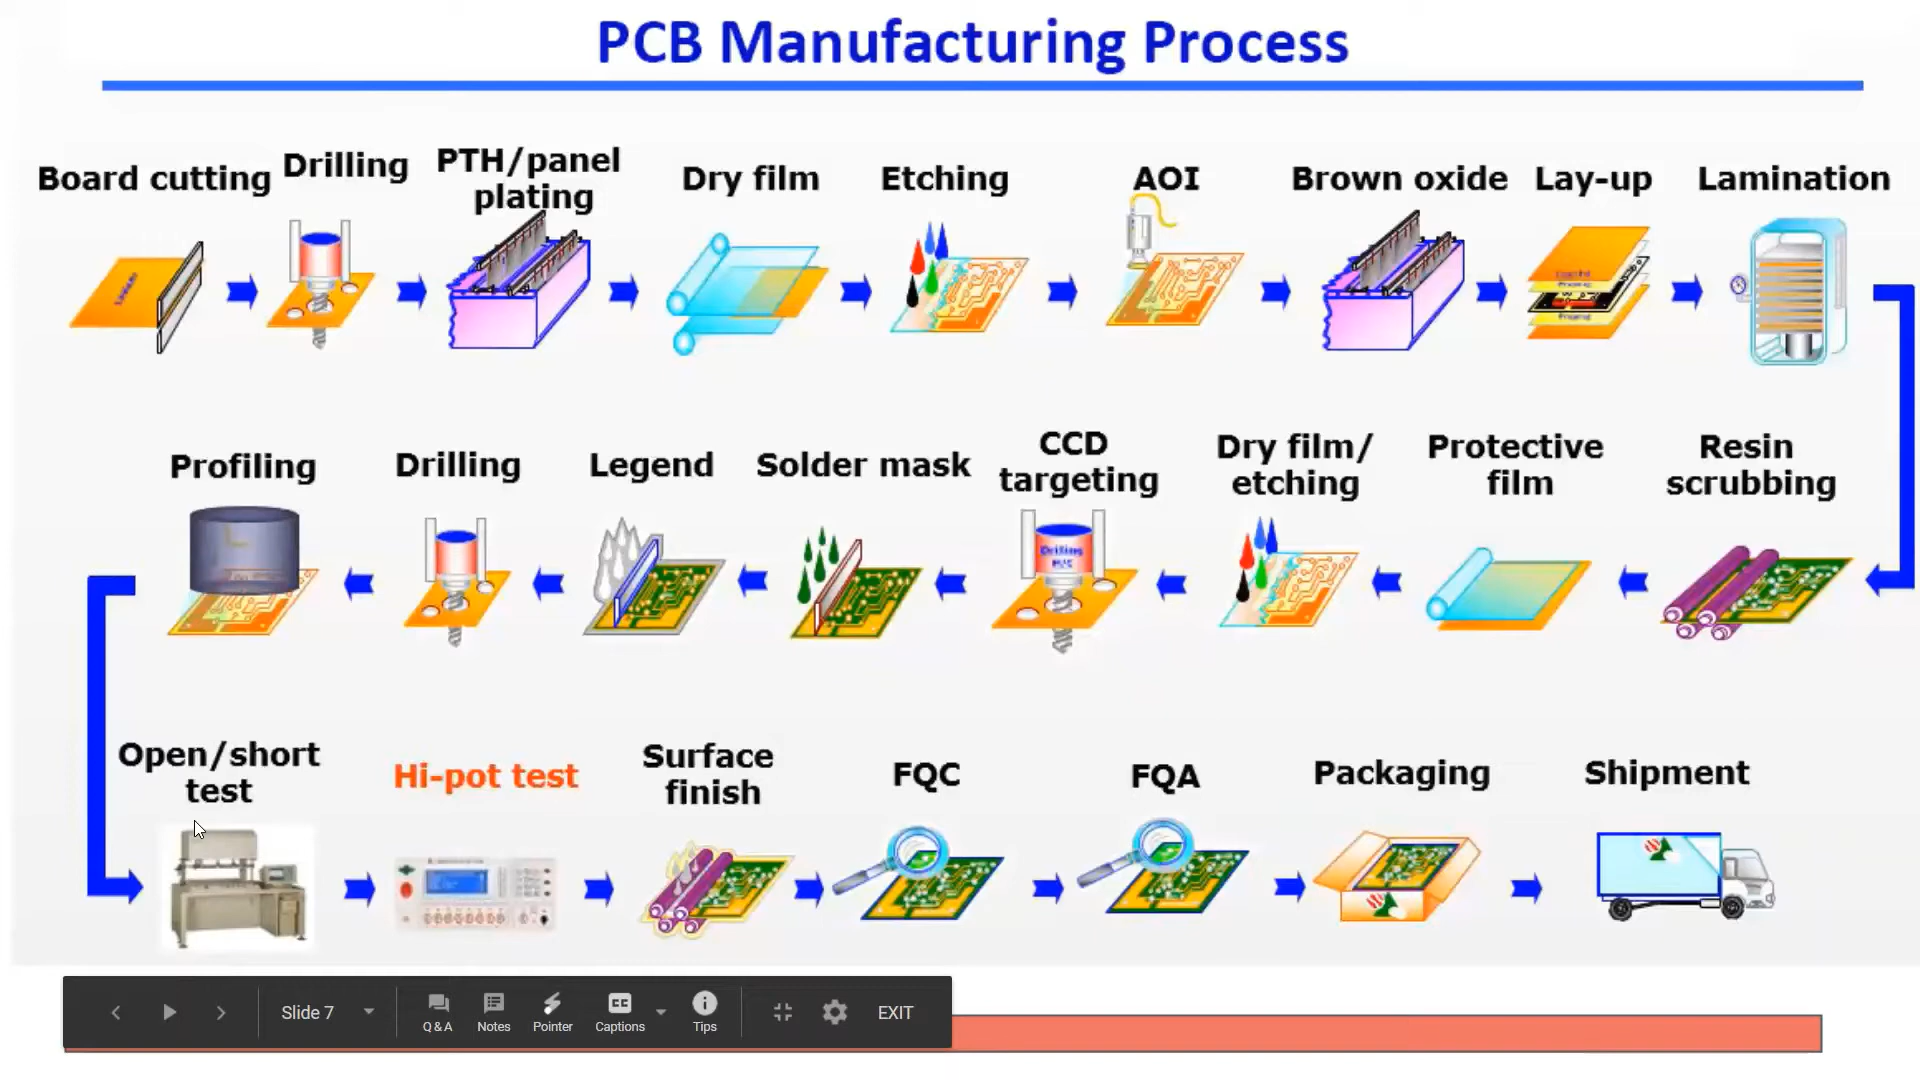 PCB Manufacturing Process
Board cutting
Drilling
PTH/panel
plating
Dry film
Etching
AOI
Brown oxide
Lay-up
Lamination
Profiling
Drilling
Legend
Solder mask
CCD
targeting
Dry film/
etching
Protective
film
Resin
scrubbing
Drilling
Open/short
test
Hi-pot test
Surface
finish
FQC
FQA
Packaging
Shipment
Slide 7
Q & A
Notes
Pointer
CC
Captions
Tips
EXIT